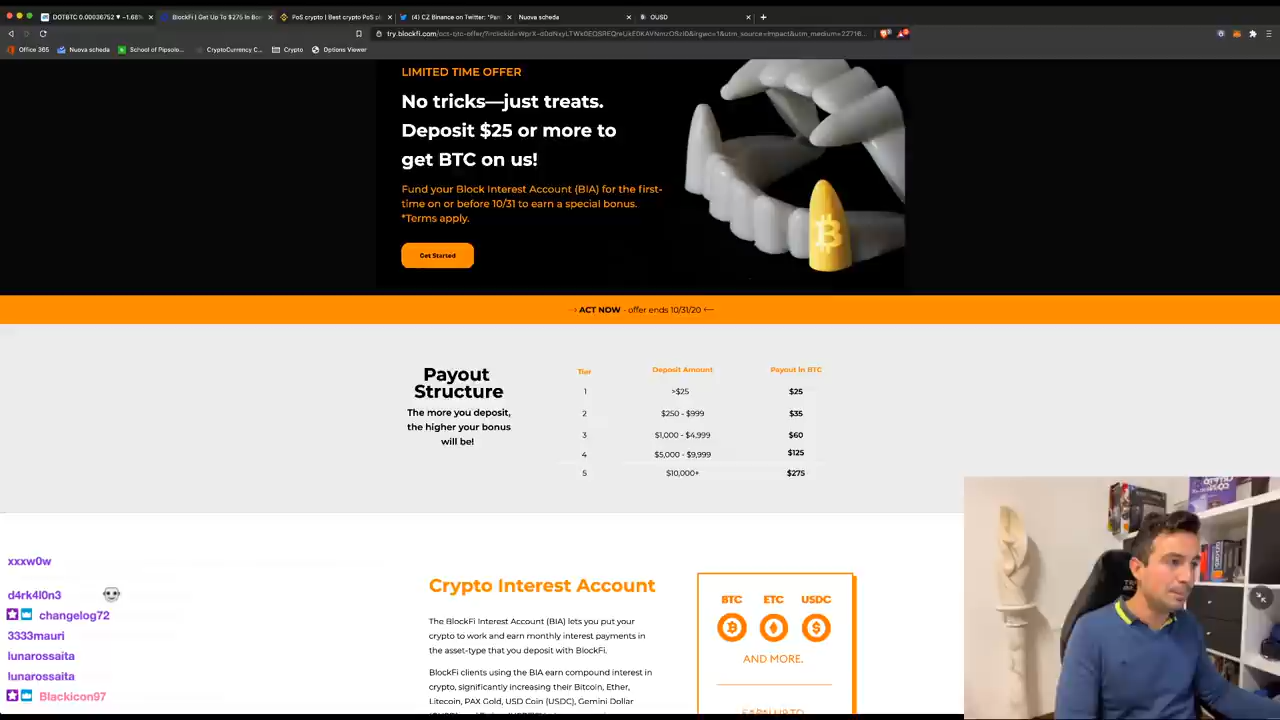 DOTBTC 0.00036752 ▼ −1.68%
BlockFi | Get Up To $275 In Bon
PoS crypto | Best crypto PoS pl
(4) CZ Binance on Twitter: "Pan
Nuova scheda
OUSD
Office 365
Nuova scheda
School of Pipsolo...
CryptoCurrency C...
Crypto
Options Viewer
LIMITED TIME OFFER
No tricks—just treats.
Deposit $25 or more to
get BTC on us!
Fund your Block Interest Account (BIA) for the first-
time on or before 10/31 to earn a special bonus.
*Terms apply.
Get Started
ACT NOW - offer ends 10/31/20
Payout
Structure
The more you deposit,
the higher your bonus
will be!
Tier Deposit Amount Payout in BTC
1 >$25 $25
2 $250 - $999 $35
3 $1,000 - $4,999 $60
4 $5,000 - $9,999 $125
5 $10,000+ $275
xxxw0w
d4rk4l0n3
changelog72
3333mauri
lunarossaita
lunarossaita
Blackicon97
Crypto Interest Account
The BlockFi Interest Account (BIA) lets you put your
crypto to work and earn monthly interest payments in
the asset-type that you deposit with BlockFi.
BlockFi clients using the BIA earn compound interest in
crypto, significantly increasing their Bitcoin, Ether,
Litecoin, PAX Gold, USD Coin (USDC), Gemini Dollar
BTC ETC USDC
AND MORE.